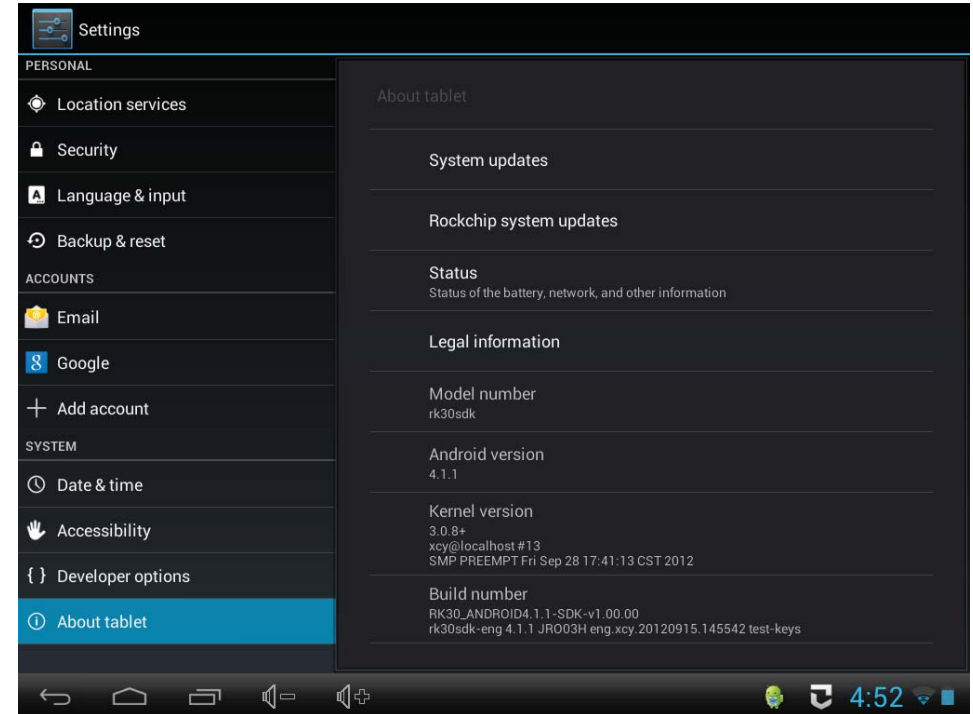 Settings
PERSONAL
Location services
Security
A Language & input
Backup & reset
ACCOUNTS
Email
8 Google
Add account
SYSTEM
Date & time
Accessibility
{ } Developer options
About tablet
About tablet
System updates
Rockchip system updates
Status
Status of the battery, network, and other information
Legal information
Model number
rk30sdk
Android version
4.1.1
Kernel version
3.0.8+
xcy@localhost #13
SMP PREEMPT Fri Sep 28 17:41:13 CST 2012
Build number
RK30_ANDROID4.1.1-SDK-v1.00.00
rk30sdk-eng 4.1.1 JRO03H eng.xcy.20120915.145542 test-keys
4:52